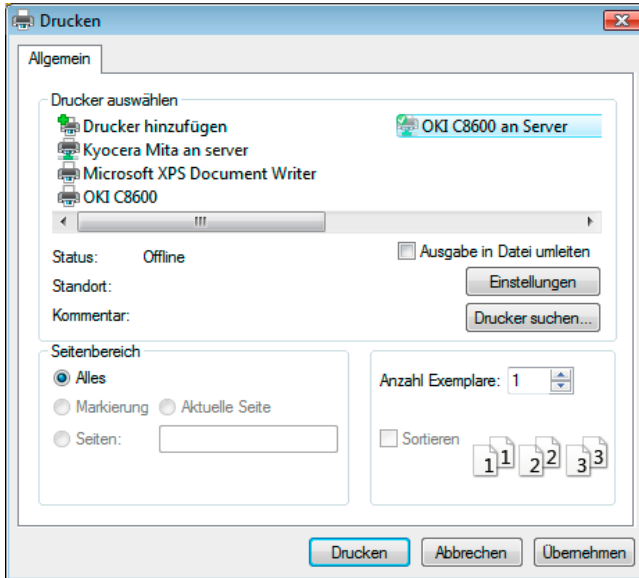 Drucken
Allgemein
Drucker auswählen
Drucker hinzufügen
OKI C8600 an Server
Kyocera Mita an server
Microsoft XPS Document Writer
OKI C8600
Status: Offline
Ausgabe in Datei umleiten
Standort:
Einstellungen
Kommentar:
Drucker suchen...
Seitenbereich
Alles
Markierung Aktuelle Seite
Seiten:
Anzahl Exemplare: 1
Sortieren
1 1 2 2 3 3
Drucken Abbrechen Übernehmen